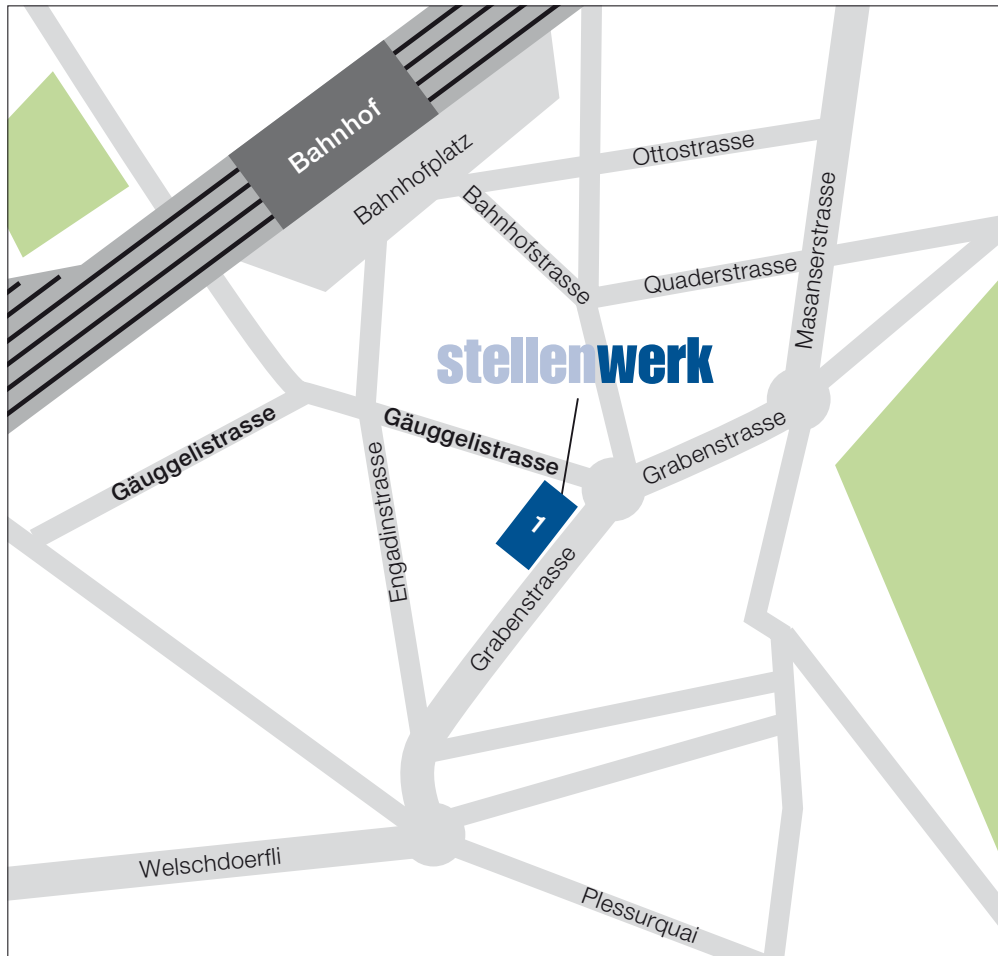 Bahnhof
Bahnhofplatz
Ottostrasse
Bahnhofstrasse
Masanserstrasse
Quaderstrasse
stellenwerk
Gäuggelistrasse
Gäuggelistrasse
Grabenstrasse
Engadinstrasse
1
Grabenstrasse
Welschdoerfli
Plessurquai